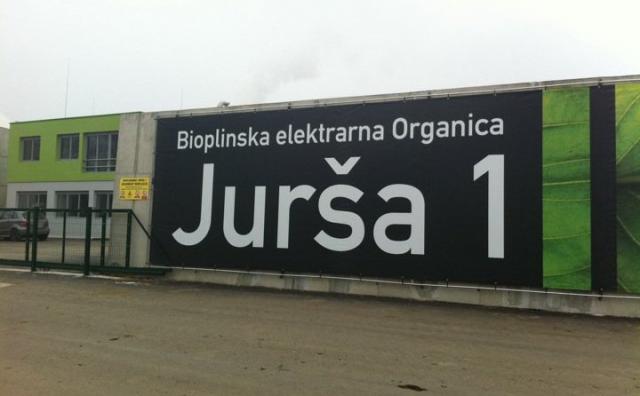 Bioplinska elektrarna Organica
Jurša 1